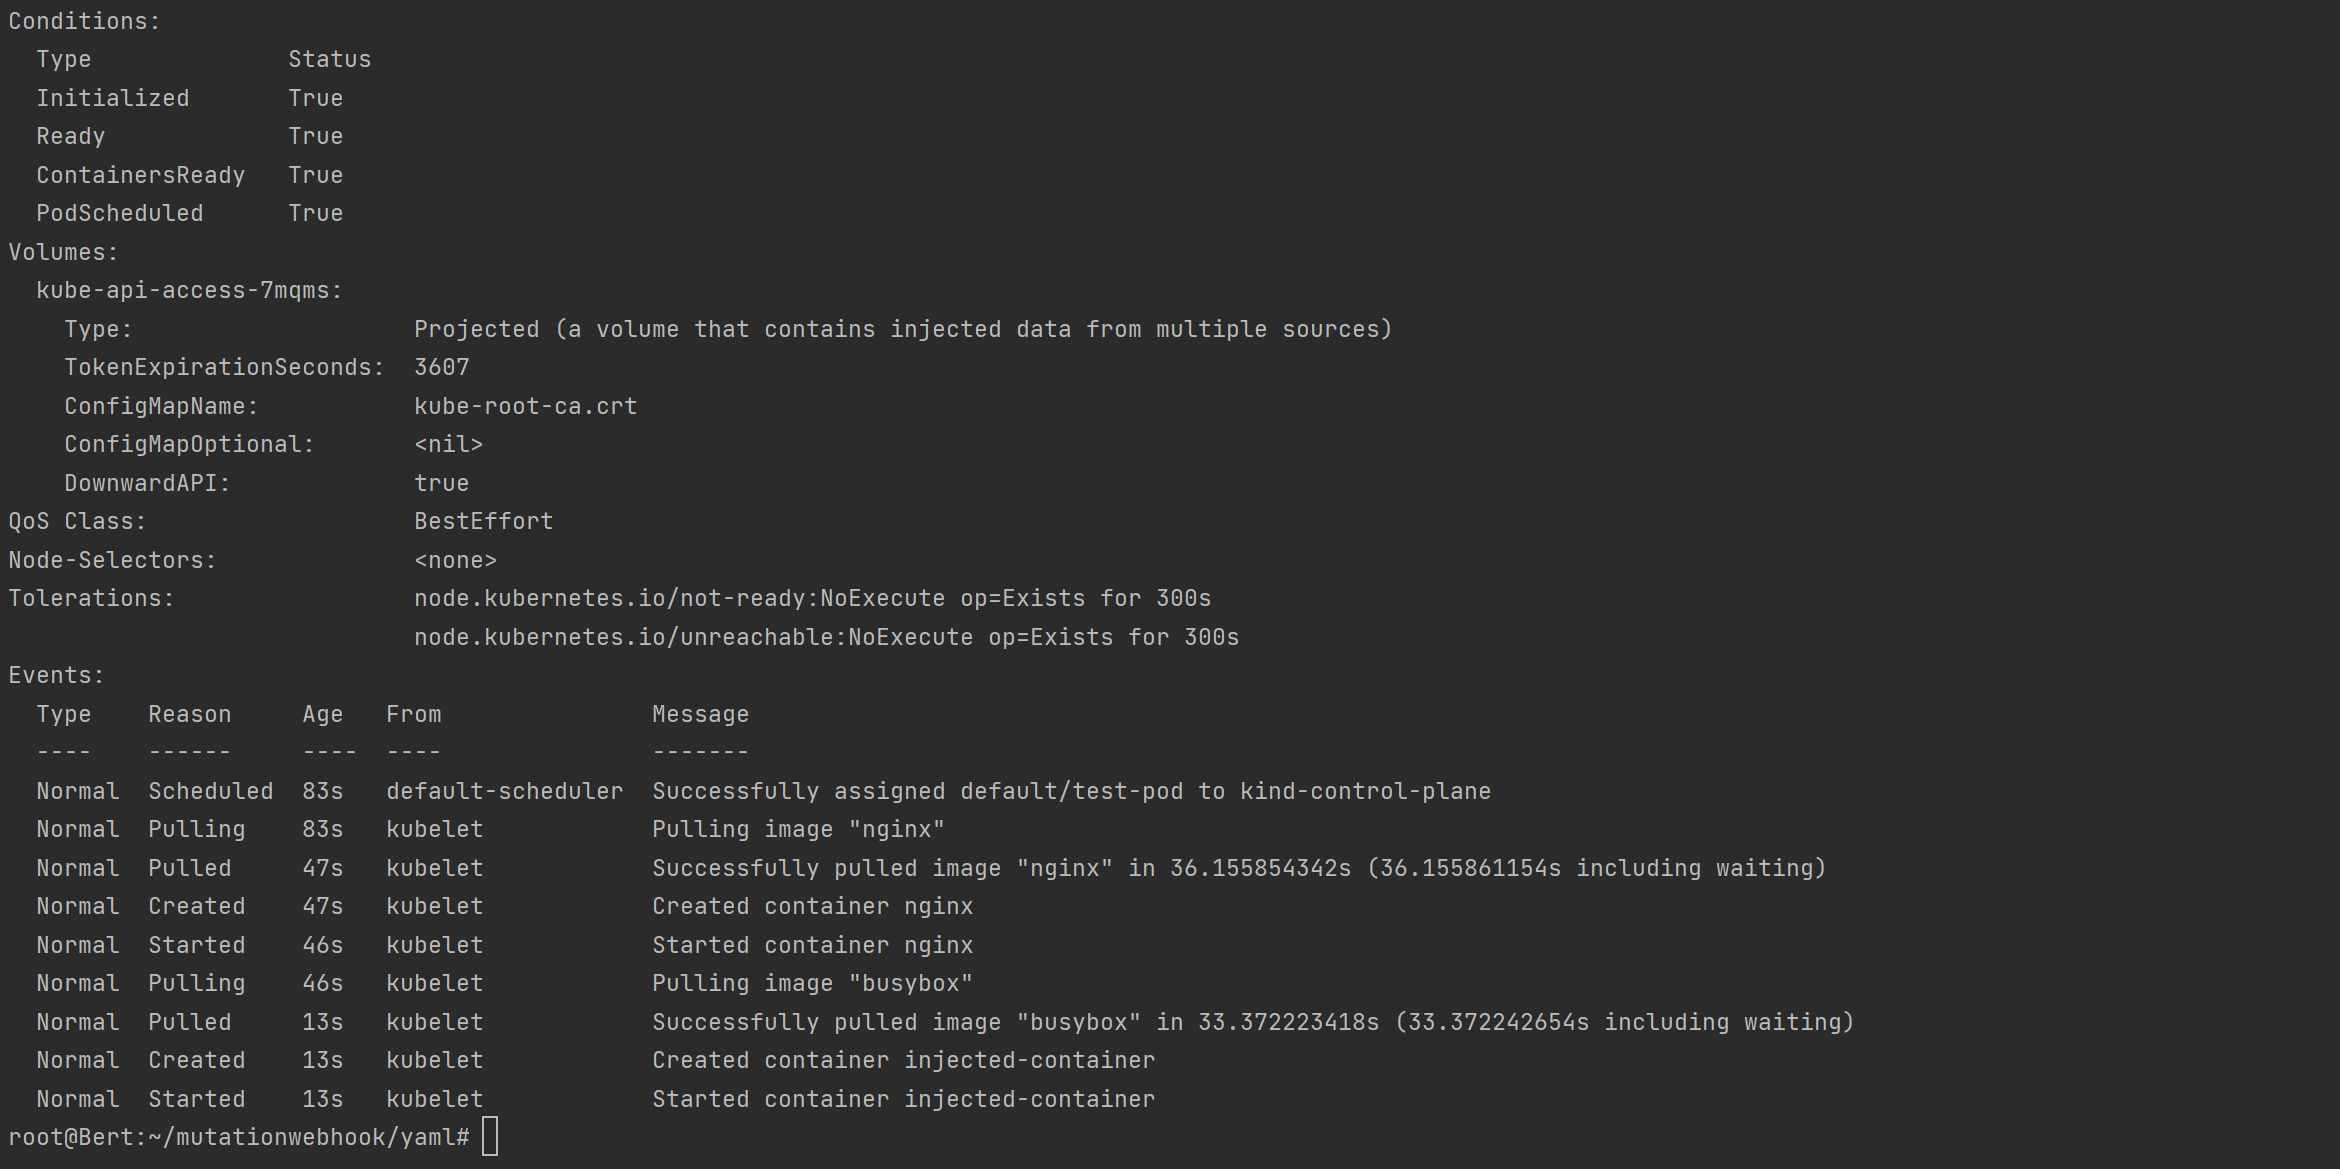 Conditions:
  Type              Status
  Initialized       True
  Ready             True
  ContainersReady   True
  PodScheduled      True
Volumes:
  kube-api-access-7mqms:
    Type:                    Projected (a volume that contains injected data from multiple sources)
    TokenExpirationSeconds:  3607
    ConfigMapName:           kube-root-ca.crt
    ConfigMapOptional:       <nil>
    DownwardAPI:             true
QoS Class:                   BestEffort
Node-Selectors:              <none>
Tolerations:                 node.kubernetes.io/not-ready:NoExecute op=Exists for 300s
                             node.kubernetes.io/unreachable:NoExecute op=Exists for 300s
Events:
  Type    Reason     Age   From               Message
  ----    ------     ----  ----               -------
  Normal  Scheduled  83s   default-scheduler  Successfully assigned default/test-pod to kind-control-plane
  Normal  Pulling    83s   kubelet            Pulling image "nginx"
  Normal  Pulled     47s   kubelet            Successfully pulled image "nginx" in 36.155854342s (36.155861154s including waiting)
  Normal  Created    47s   kubelet            Created container nginx
  Normal  Started    46s   kubelet            Started container nginx
  Normal  Pulling    46s   kubelet            Pulling image "busybox"
  Normal  Pulled     13s   kubelet            Successfully pulled image "busybox" in 33.372223418s (33.372242654s including waiting)
  Normal  Created    13s   kubelet            Created container injected-container
  Normal  Started    13s   kubelet            Started container injected-container
root@Bert:~/mutationwebhook/yaml#